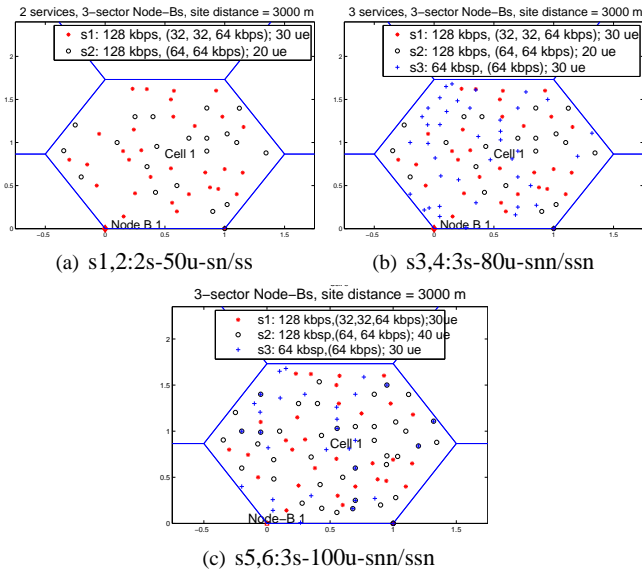 2 services, 3-sector Node-Bs, site distance = 3000 m
s1: 128 kbps, (32, 32, 64 kbps); 30 ue
s2: 128 kbps, (64, 64 kbps); 20 ue
2
1.5
1
0.5
0
Cell 1
Node B 1
-0.5
0
0.5
1
1.5
(a) s1,2:2s-50u-sn/ss
3 services, 3-sector Node-Bs, site distance = 3000 m
s1: 128 kbps, (32, 32, 64 kbps); 30 ue
s2: 128 kbps, (64, 64 kbps); 20 ue
s3: 64 kbsp, (64 kbps); 30 ue
2
1.5
1
0.5
0
Cell 1
Node B 1
-0.5
0
0.5
1
1.5
(b) s3,4:3s-80u-snn/ssn
3-sector Node-Bs, site distance = 3000 m
s1: 128 kbps,(32,32,64 kbps);30ue
s2: 128 kbsp,(64, 64 kbps); 40 ue
s3: 64 kbsp,(64 kbps); 30 ue
2
1.5
1
0.5
0
Cell 1
Node-B 1
-0.5
0
0.5
1
1.5
(c) s5,6:3s-100u-snn/ssn